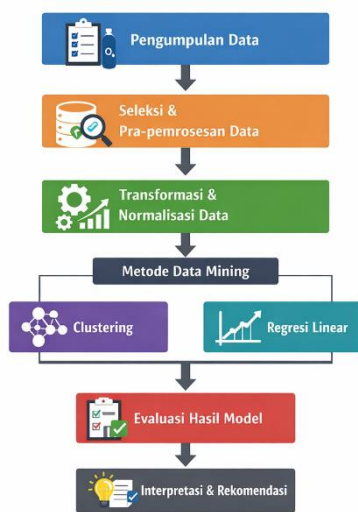 Pengumpulan Data
Seleksi &
Pra-pemrosesan Data
Transformasi &
Normalisasi Data
Metode Data Mining
Clustering
Regresi Linear
Evaluasi Hasil Model
Interpretasi & Rekomendasi